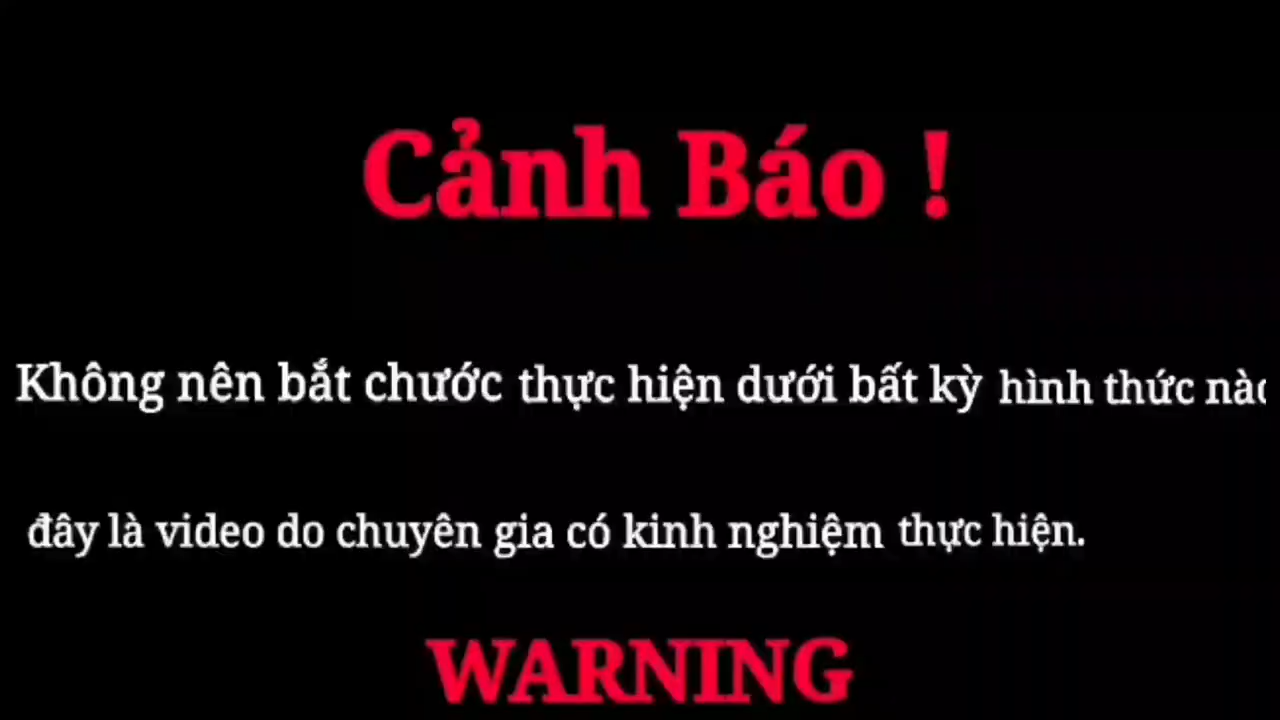 Cảnh Báo !
Không nên bắt chước thực hiện dưới bất kỳ hình thức
đây là video do chuyên gia có kinh nghiệm thực hiện.
WARNING